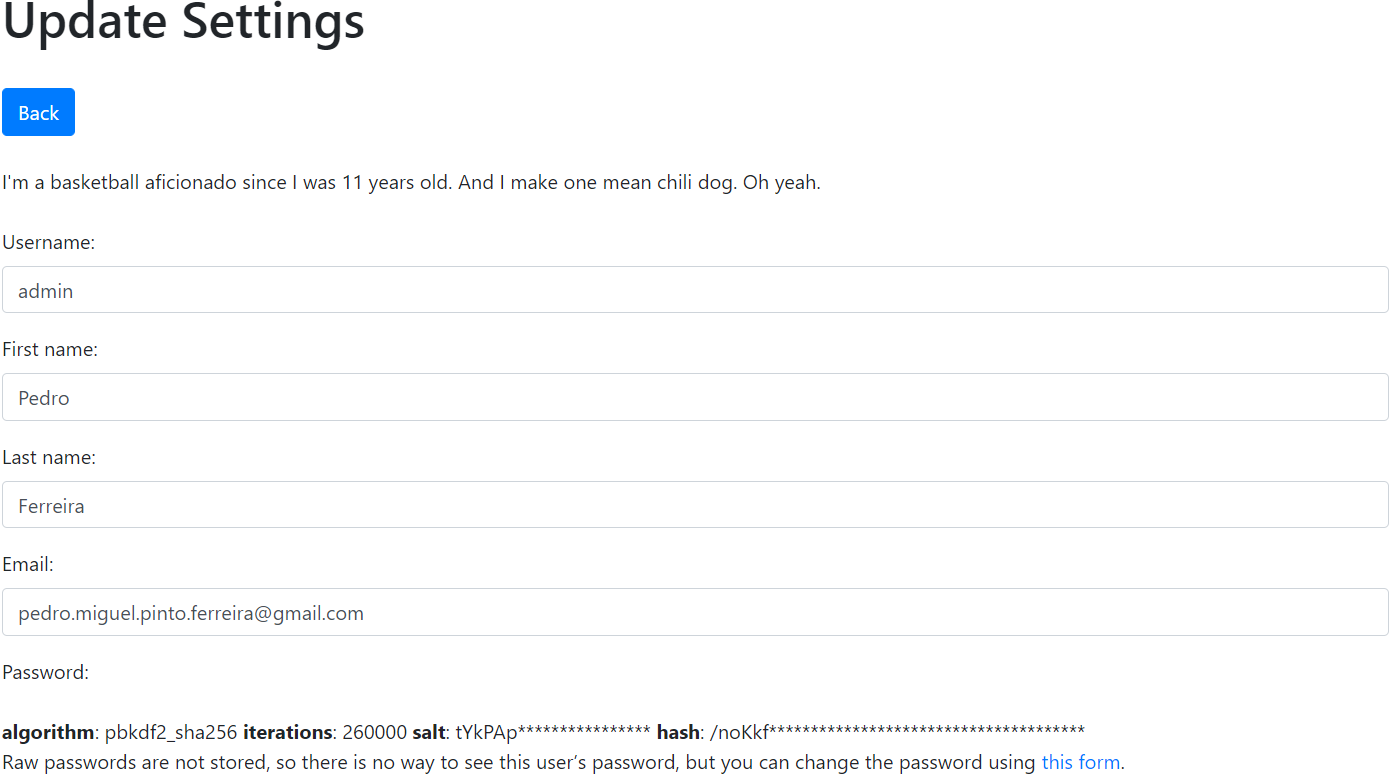 Update Settings
Back
I'm a basketball aficionado since I was 11 years old. And I make one mean chili dog. Oh yeah.
Username:
admin
First name:
Pedro
Last name:
Ferreira
Email:
pedro.miguel.pinto.ferreira@gmail.com
Password:
algorithm: pbkdf2_sha256 iterations: 260000 salt: tYkPAp**************** hash: /noKkf**************************************
Raw passwords are not stored, so there is no way to see this user’s password, but you can change the password using this form.